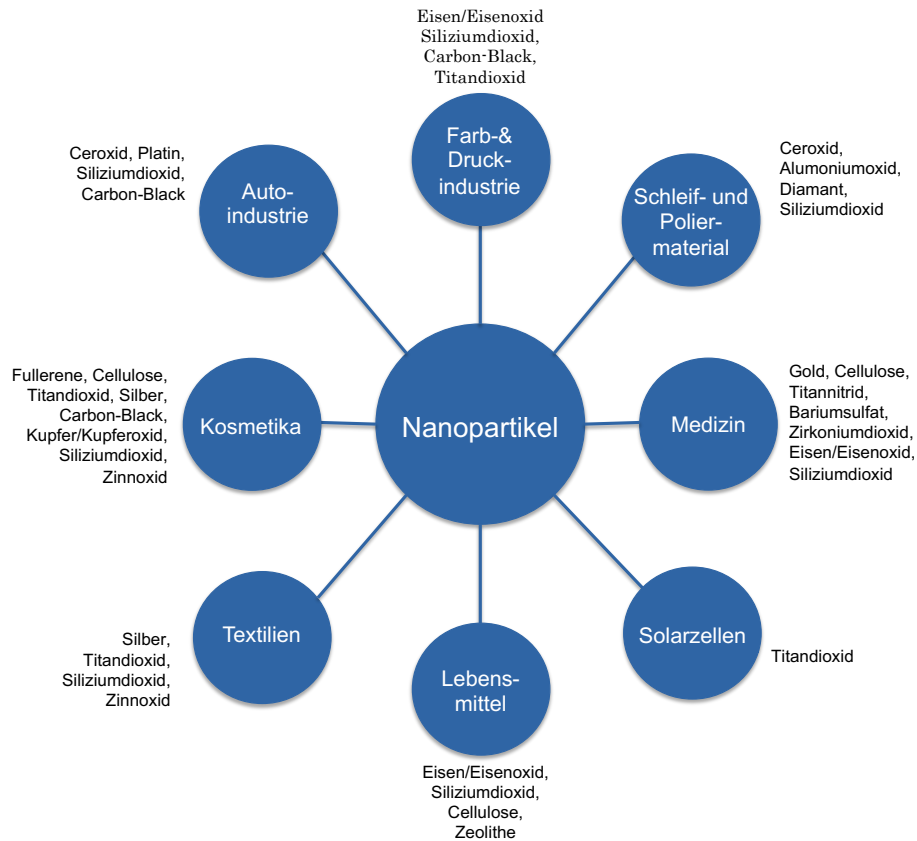 Eisen/Eisenoxid
Siliziumdioxid,
Carbon-Black,
Titandioxid
Farb-&
Druck-
industrie
Ceroxid, Platin,
Siliziumdioxid,
Carbon-Black
Auto-
industrie
Schleif- und
Polier-
material
Ceroxid,
Alumoniumoxid,
Diamant,
Siliziumdioxid
Fullerene, Cellulose,
Titandioxid, Silber,
Carbon-Black,
Kupfer/Kupferoxid,
Siliziumdioxid,
Zinnoxid
Kosmetika
Nanopartikel
Medizin
Gold, Cellulose,
Titannitrid,
Bariumsulfat,
Zirkoniumdioxid,
Eisen/Eisenoxid,
Siliziumdioxid
Silber,
Titandioxid,
Siliziumdioxid,
Zinnoxid
Textilien
Lebens-
mittel
Eisen/Eisenoxid,
Siliziumdioxid,
Cellulose,
Zeolithe
Solarzellen
Titandioxid